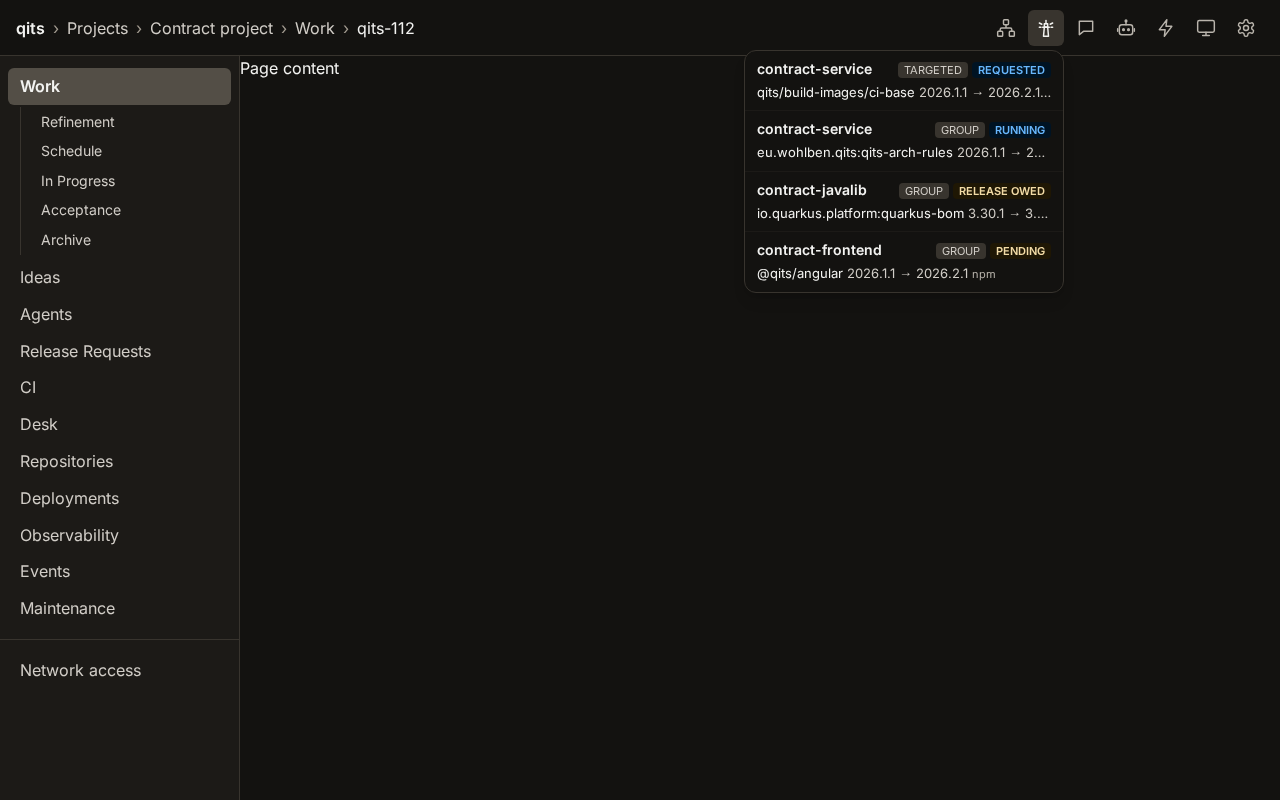 qits › Projects › Contract project › Work › qits-112
Work
Refinement
Schedule
In Progress
Acceptance
Archive
Ideas
Agents
Release Requests
CI
Desk
Repositories
Deployments
Observability
Events
Maintenance
Network access
Page content
contract-service TARGETED REQUESTED
qits/build-images/ci-base 2026.1.1 → 2026.2.1…
contract-service GROUP RUNNING
eu.wohlben.qits:qits-arch-rules 2026.1.1 → 2…
contract-javalib GROUP RELEASE OWED
io.quarkus.platform:quarkus-bom 3.30.1 → 3.…
contract-frontend GROUP PENDING
@qits/angular 2026.1.1 → 2026.2.1 npm